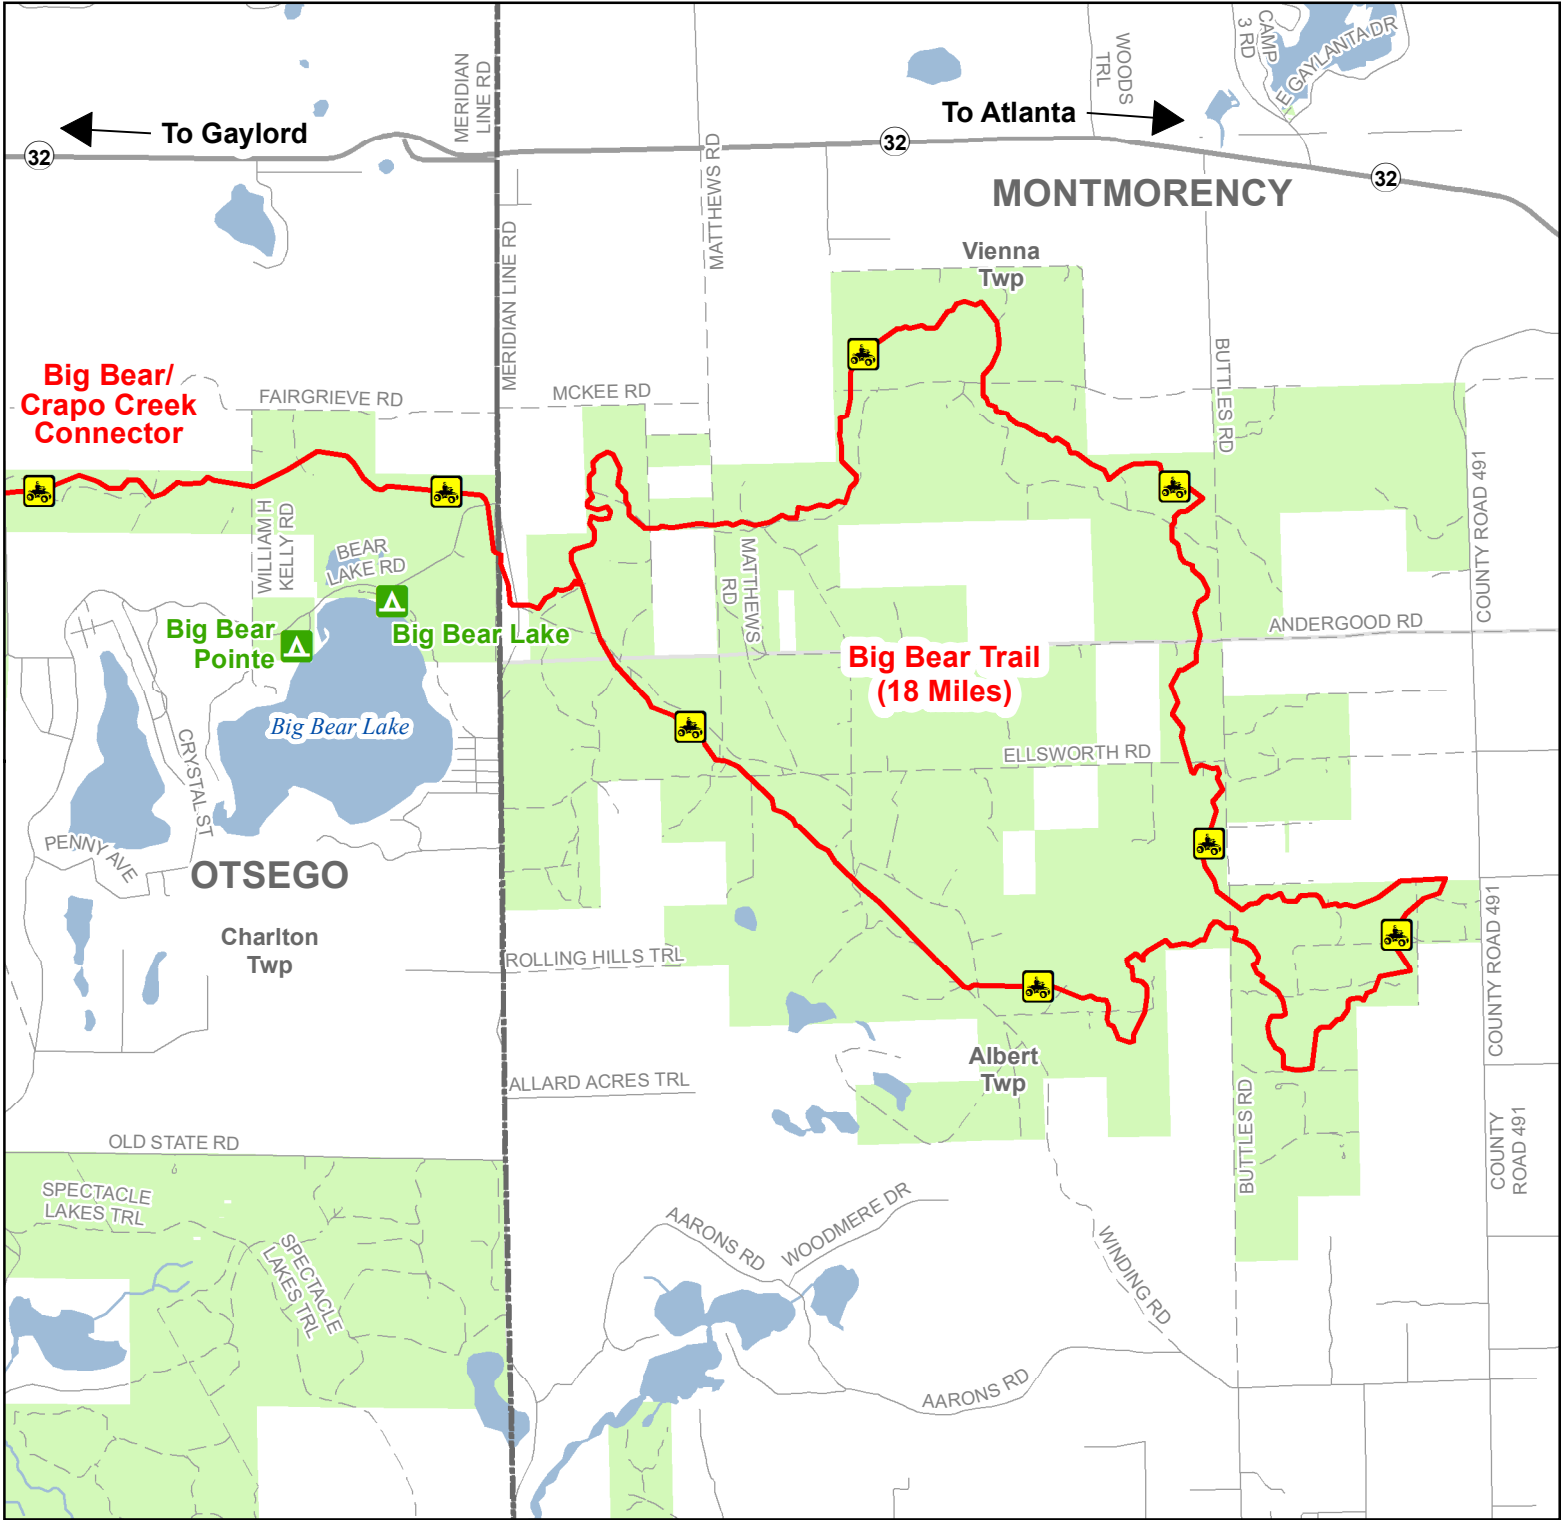 CAMP
3 RD
E GAYLANTA DR
WOODS
TRL
MERIDIAN
LINE RD
To Gaylord
To Atlanta
32
32
32
MATTHEWS RD
MONTMORENCY
MERIDIAN LINE RD
Vienna
Twp
BUTTLES RD
Big Bear/
Crapo Creek
Connector
FAIRGRIEVE RD
MCKEE RD
COUNTY ROAD 491
WILLIAM H
KELLY RD
BEAR
LAKE RD
MATTHEWS
RD
Big Bear
Pointe
Big Bear Lake
ANDERGOOD RD
Big Bear Trail
(18 Miles)
Big Bear Lake
CRYSTAL ST
ELLSWORTH RD
PENNY AVE
OTSEGO
Charlton
Twp
ROLLING HILLS TRL
COUNTY ROAD 491
Albert
Twp
ALLARD ACRES TRL
BUTTLES RD
COUNTY
ROAD 491
OLD STATE RD
SPECTACLE
LAKES TRL
SPECTACLE
LAKES TRL
AARONS RD
WOODMERE DR
WINDING RD
AARONS RD